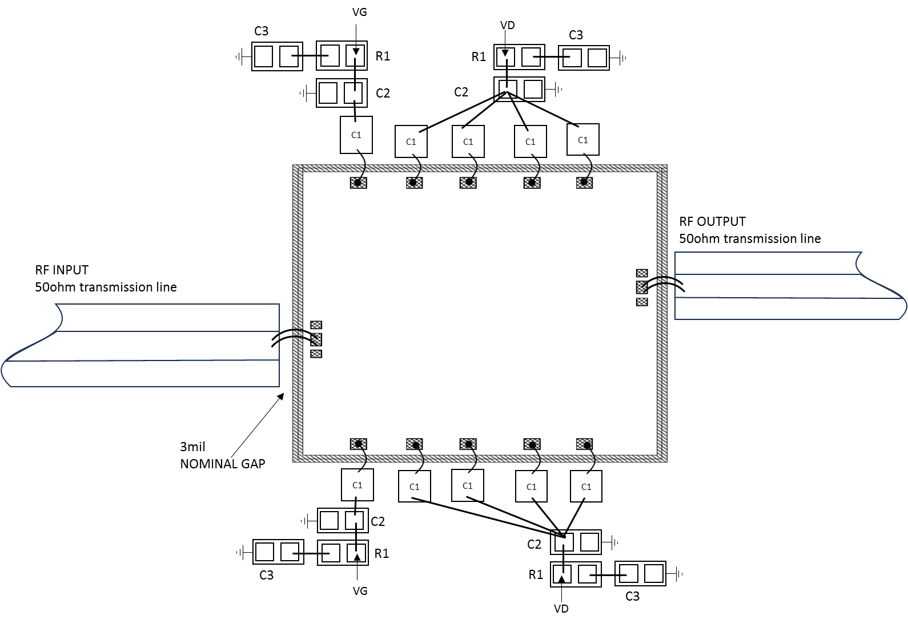 VG
C3
R1
C2
VD
R1
C3
C2
C1
C1
C1
C1
C1
RF OUTPUT
50ohm transmission line
RF INPUT
50ohm transmission line
3mil
NOMINAL GAP
C1
C1
C1
C1
C1
C2
R1
C3
VG
C2
R1
C3
VD